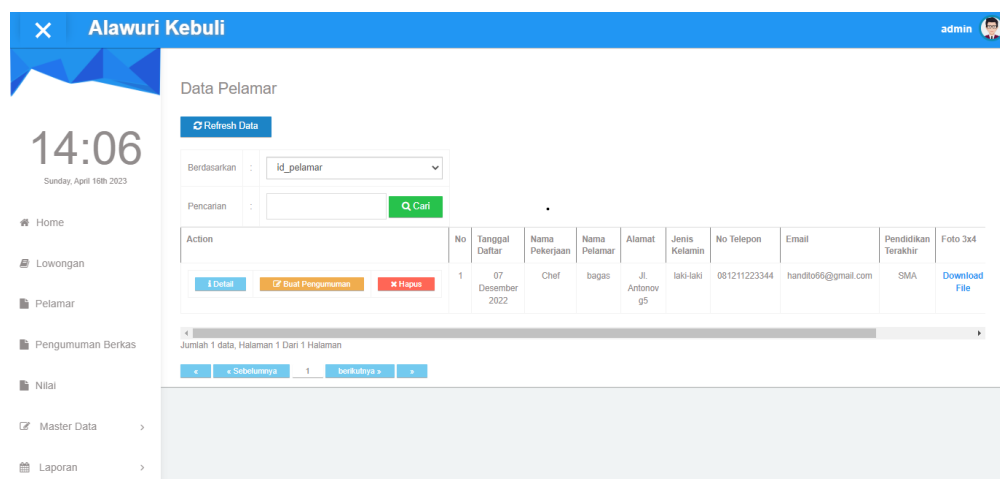 Alawuri Kebuli
admin
14:06
Sunday, April 16th 2023
Home
Lowongan
Pelamar
Pengumuman Berkas
Nilai
Master Data
Laporan
Data Pelamar
Refresh Data
Berdasarkan : id_pelamar
Pencarian : Cari
Action No Tanggal Daftar Nama Pekerjaan Nama Pelamar Alamat Jenis Kelamin No Telepon Email Pendidikan Terakhir Foto 3x4
Detail Buat Pengumuman Hapus 1 07 Desember 2022 Chef bagas Jl. Antonov g5 laki-laki 081211223344 handito66@gmail.com SMA Download File
Jumlah 1 data, Halaman 1 Dari 1 Halaman
« « Sebelumnya 1 berikutnya » »